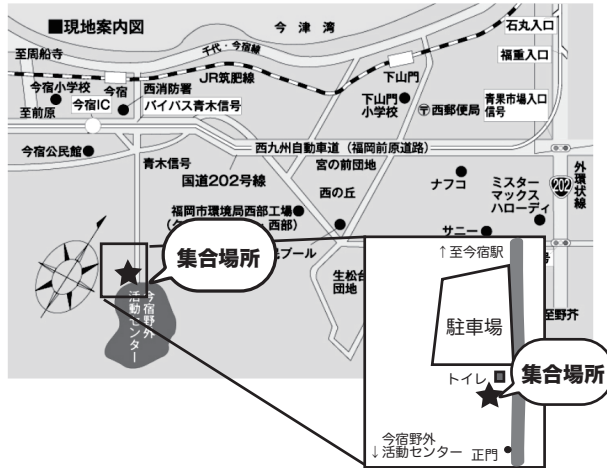 ■現地案内図
今津湾
石丸入口
福重入口
至周船寺
千代・今宿線
JR筑肥線
下山門
今宿小学校
今宿
西消防署
至前原
今宿IC
バイパス青木信号
下山門
小学校
〒西郵便局
青果市場入口
信号
西九州自動車道（福岡前原道路）
今宿公民館
青木信号
国道202号線
宮の前団地
西の丘
ナフコ
ミスター
マックス
ハローディ
202
外環状線
福岡市環境局西部工場
西部）
プール
サニー
号
生松台
団地
至野芥
集合場所
今宿野外
活動センター
↑至今宿駅
駐車場
トイレ
集合場所
今宿野外
↓活動センター
正門